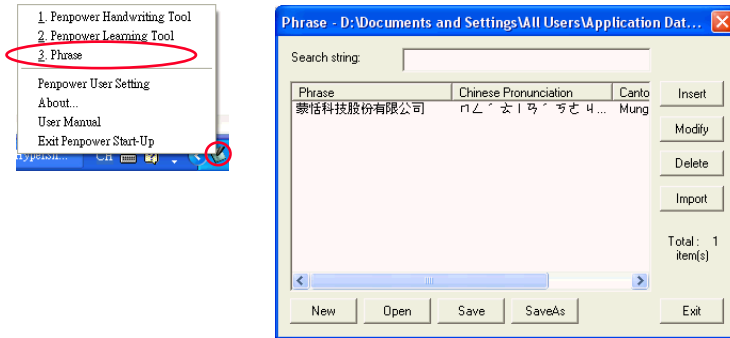 1. Penpower Handwriting Tool
2. Penpower Learning Tool
3. Phrase
Penpower User Setting
About...
User Manual
Exit Penpower Start-Up
CH
Phrase - D:\Documents and Settings\All Users\Application Dat...
Search string:
Phrase Chinese Pronunciation Canto
蒙恬科技股份有限公司 ㄇㄥˊ ㄊㄧㄢˊ ㄎㄜ ㄐ... Mung
Insert
Modify
Delete
Import
Total : 1
item(s)
New Open Save SaveAs Exit